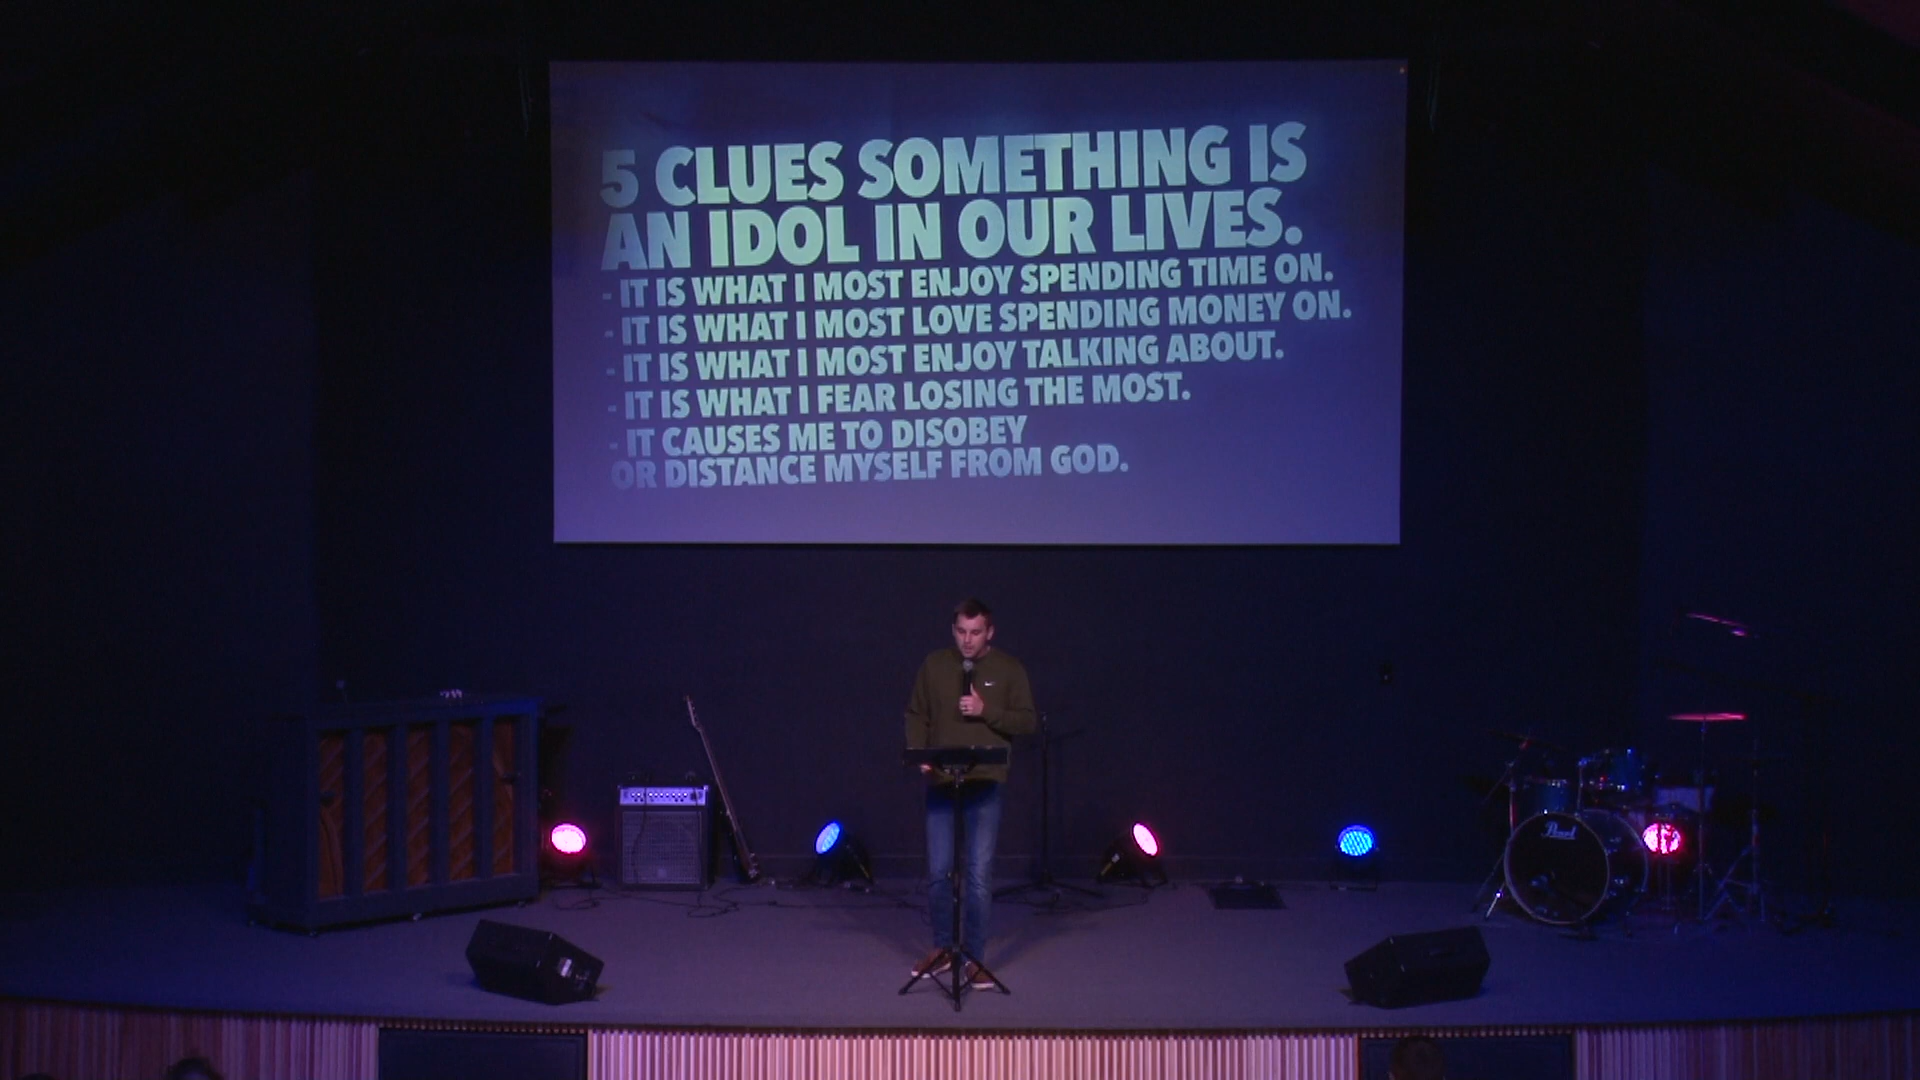 5 CLUES SOMETHING IS
AN IDOL IN OUR LIVES.
- IT IS WHAT I MOST ENJOY SPENDING TIME ON.
- IT IS WHAT I MOST LOVE SPENDING MONEY ON.
- IT IS WHAT I MOST ENJOY TALKING ABOUT.
- IT IS WHAT I FEAR LOSING THE MOST.
- IT CAUSES ME TO DISOBEY
OR DISTANCE MYSELF FROM GOD.
Pearl